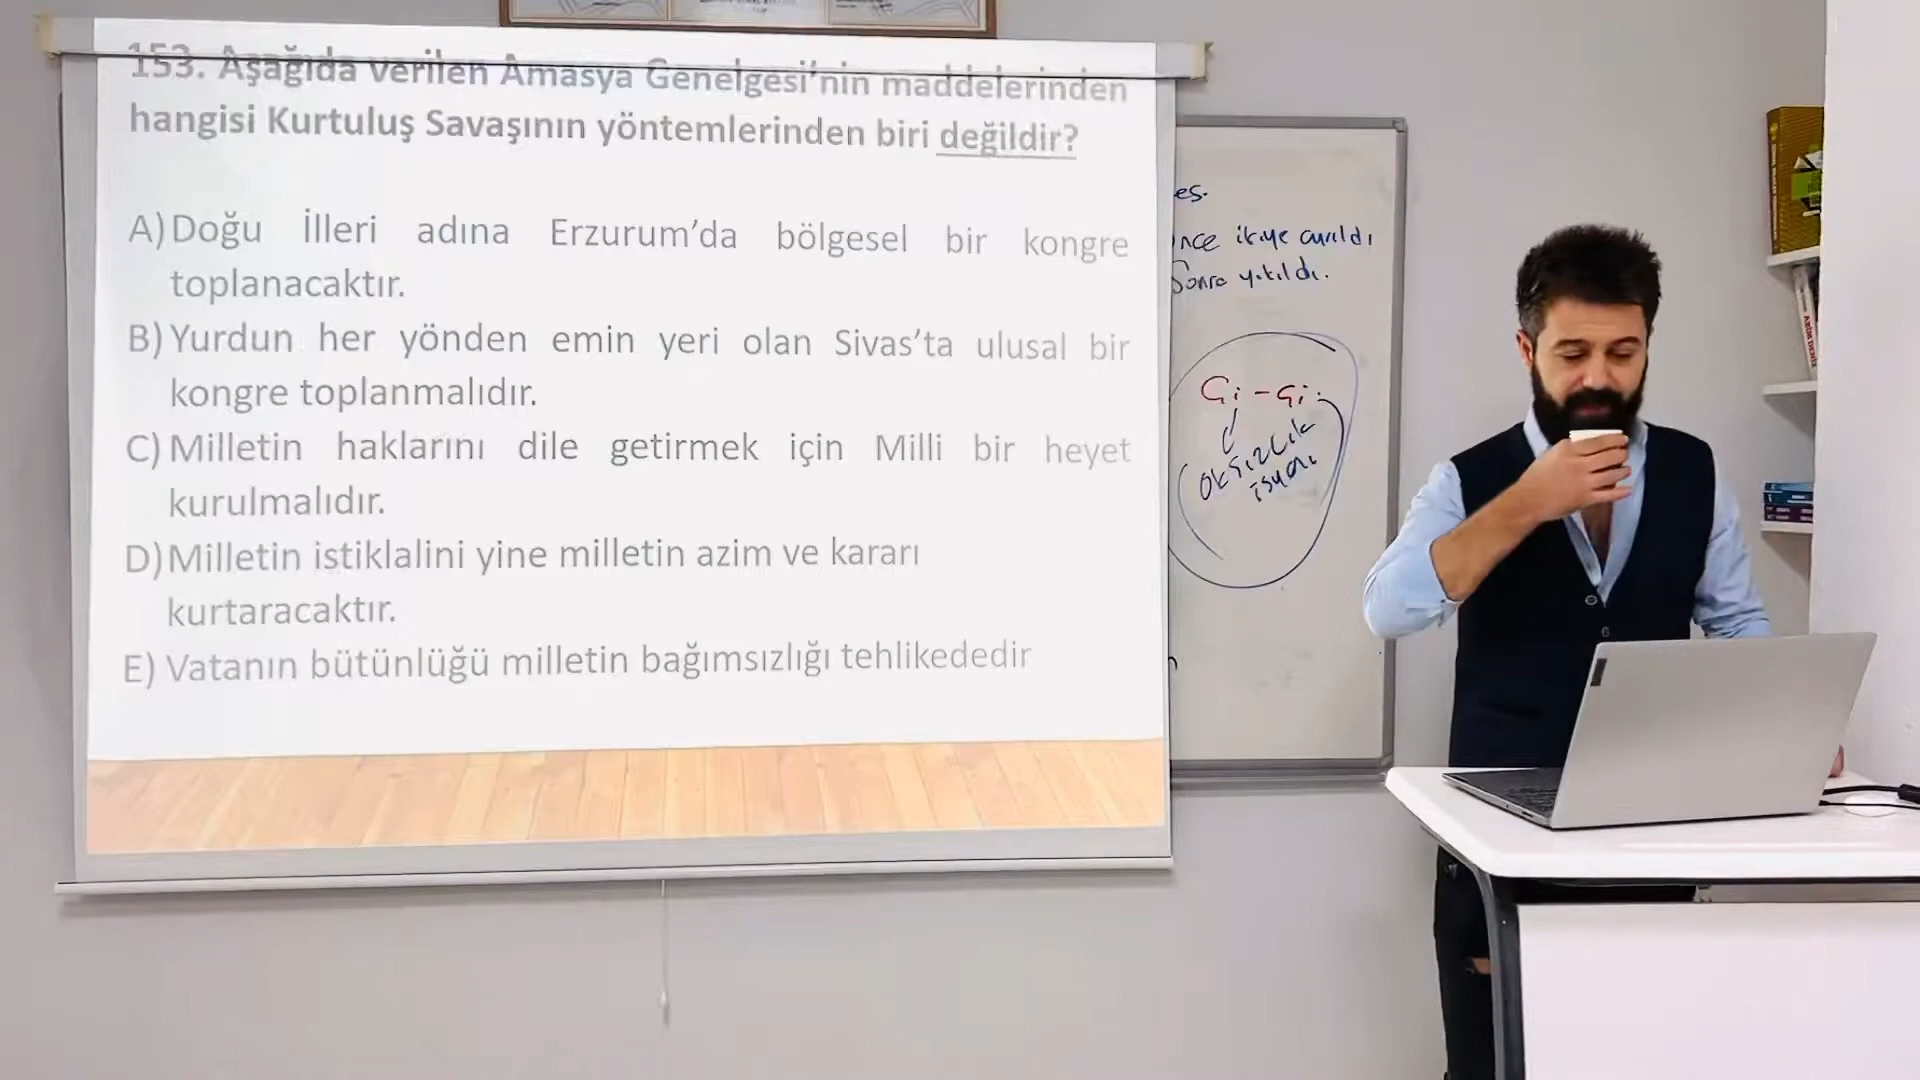 153. Aşağıda verilen Amasya Genelgesi'nin maddelerinden
hangisi Kurtuluş Savaşının yöntemlerinden biri değildir?
A) Doğu İlleri adına Erzurum'da bölgesel bir kongre
toplanacaktır.
B) Yurdun her yönden emin yeri olan Sivas'ta ulusal bir
kongre toplanmalıdır.
C) Milletin haklarını dile getirmek için Milli bir heyet
kurulmalıdır.
D) Milletin istiklalini yine milletin azim ve kararı
kurtaracaktır.
E) Vatanın bütünlüğü milletin bağımsızlığı tehlikededir
es.
nce ikiye ayrıldı
Sonra yıkıldı.
Çi - Çi
Oksızlık
isyanı